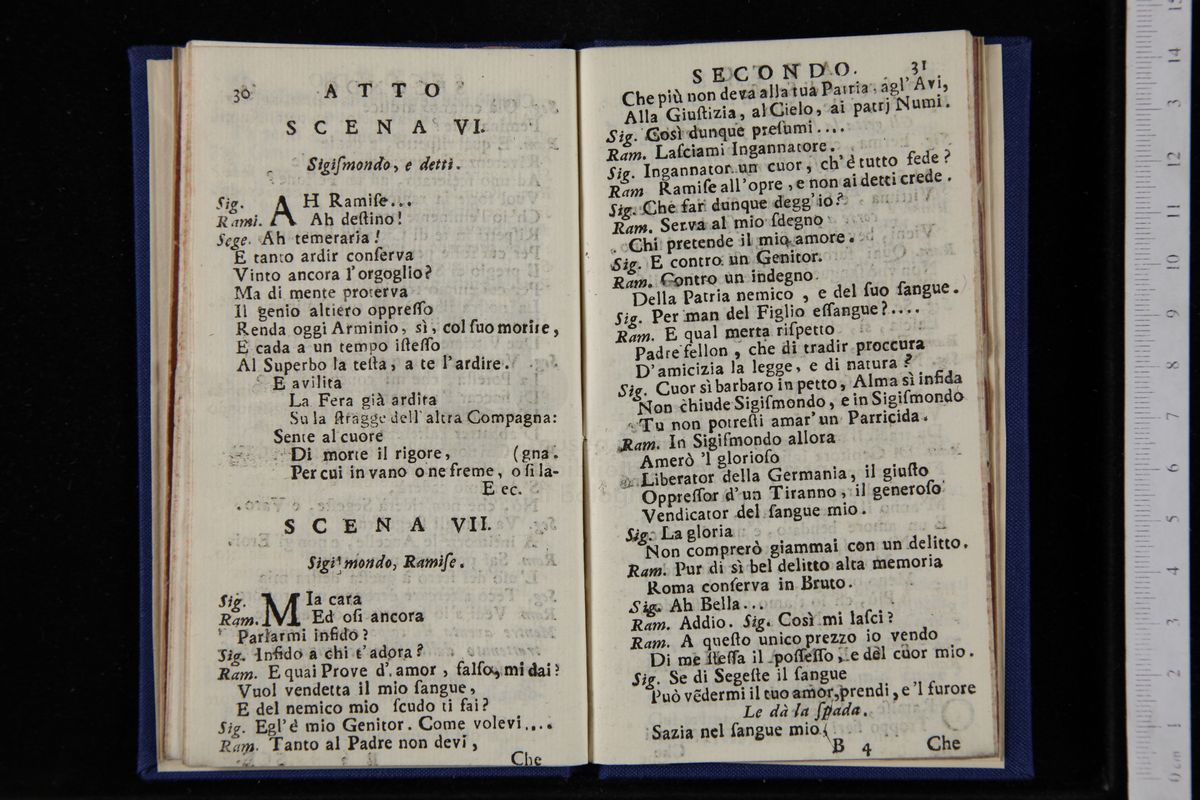 30 ATTO
SCENA VI.
Sigiſmondo, e detti.
Sig. AH Ramiſe...
Rami. Ah deſtino!
Sege. Ah temeraria!
E tanto ardir conſerva
Vinto ancora l'orgoglio?
Ma di mente proterva
Il genio altiero oppreſſo
Renda oggi Arminio, sì, col ſuo morire,
E cada a un tempo iſteſſo
Al Superbo la teſta, a te l'ardire.
E avilita
La Fera già ardita
Su la ſtragge dell'altra Compagna:
Sente al cuore
Di morte il rigore, (gna.
Per cui in vano o ne freme, o ſi la-
E ec.
SCENA VII.
Sigiſmondo, Ramiſe.
Sig. MIa cara
Ram. Ed oſi ancora
Parlarmi infido?
Sig. Infido a chi t'adora?
Ram. E quai Prove d'amor, falſo, mi dai?
Vuol vendetta il mio ſangue,
E del nemico mio ſcudo ti fai?
Sig. Egl'è mio Genitor. Come volevi....
Ram. Tanto al Padre non devi,
Che
SECONDO. 31
Che più non deva alla tua Patria, agl'Avi,
Alla Giuſtizia, al Cielo, ai patrj Numi.
Sig. Così dunque preſumi....
Ram. Laſciami Ingannatore.
Sig. Ingannator un cuor, ch'è tutto fede?
Ram Ramiſe all'opre, e non ai detti crede.
Sig. Che far dunque degg'io?
Ram. Serva al mio ſdegno
Chi pretende il mio amore.
Sig. E contro un Genitor.
Ram. Contro un indegno
Della Patria nemico, e del ſuo ſangue.
Sig. Per man del Figlio eſſangue?....
Ram. E qual merta riſpetto
Padre fellon, che di tradir proccura
D'amicizia la legge, e di natura?
Sig. Cuor sì barbaro in petto, Alma sì infida
Non chiude Sigiſmondo, e in Sigiſmondo
Tu non potreſti amar'un Parricida.
Ram. In Sigiſmondo allora
Amerò 'l glorioſo
Liberator della Germania, il giuſto
Oppreſſor d'un Tiranno, il generoſo
Vendicator del ſangue mio.
Sig. La gloria
Non comprerò giammai con un delitto.
Ram. Pur di sì bel delitto alta memoria
Roma conſerva in Bruto.
Sig. Ah Bella...
Ram. Addio. Sig. Così mi laſci?
Ram. A queſto unico prezzo io vendo
Di me ſteſſa il poſſeſſo, e del cuor mio.
Sig. Se di Segeſte il ſangue
Può vedermi il tuo amor, prendi, e 'l furore
Le dà la ſpada.
Sazia nel ſangue mio.
B 4 Che